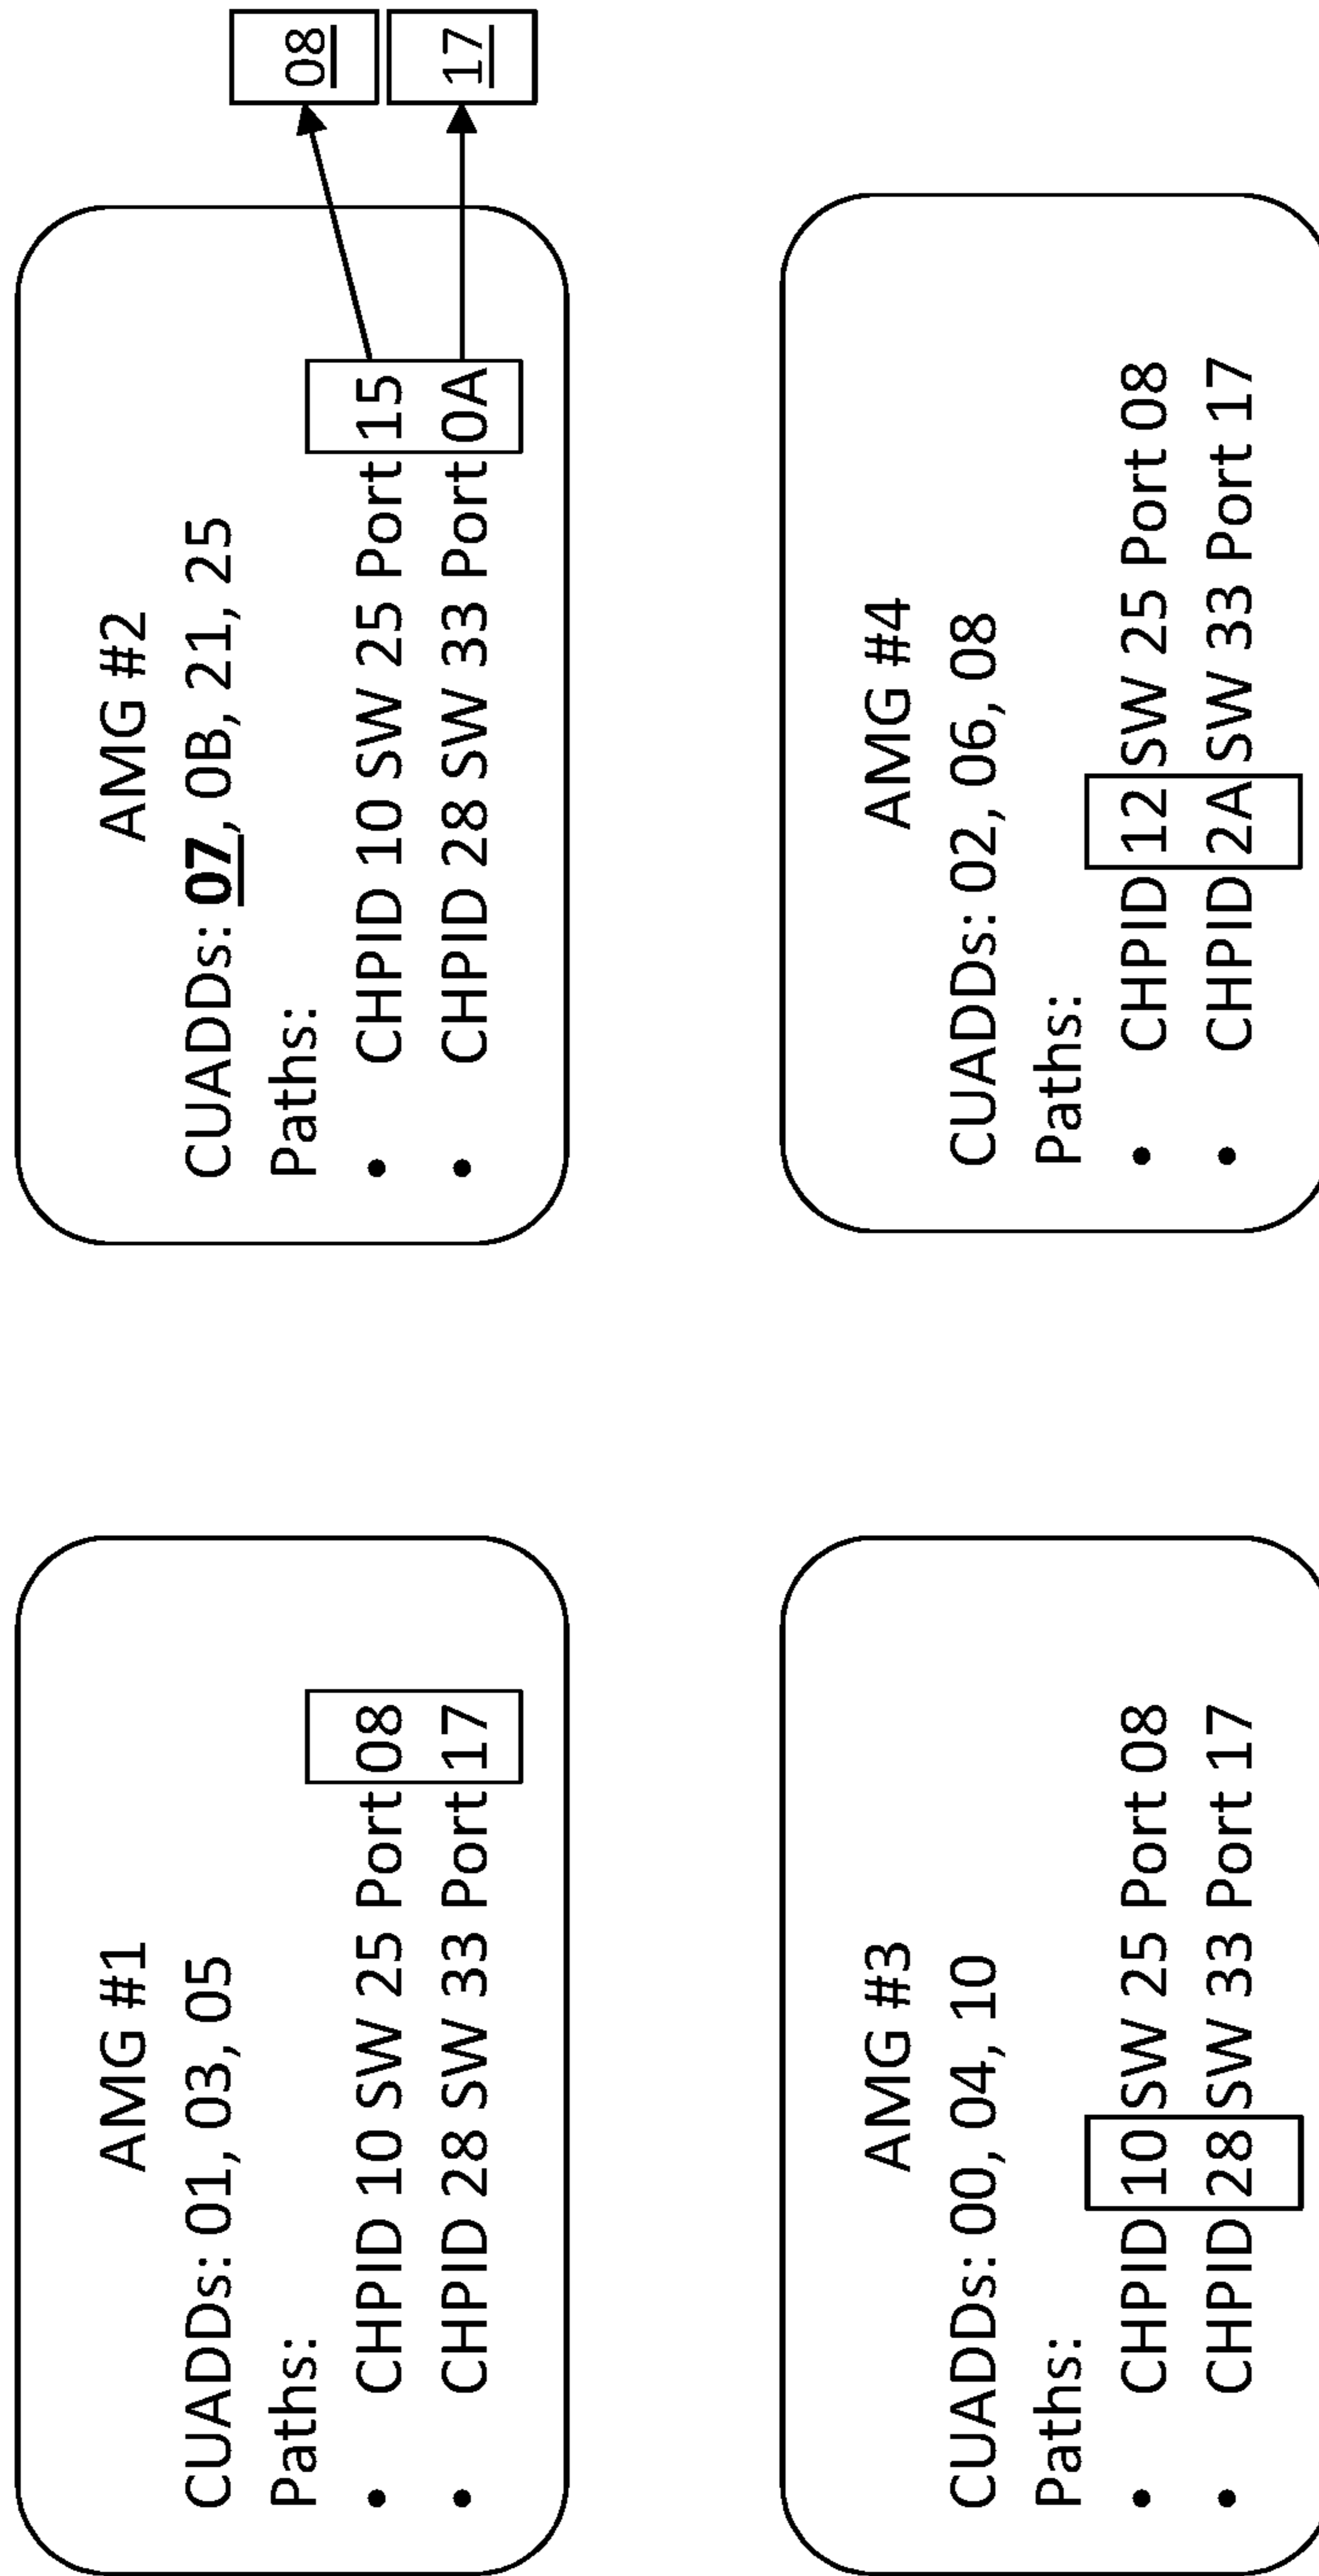 AMG #1
CUADDs: 01, 03, 05
Paths:
• CHPID 10 SW 25 Port 08
• CHPID 28 SW 33 Port 17
AMG #2
CUADDs: 07, 0B, 21, 25
Paths:
• CHPID 10 SW 25 Port 15
• CHPID 28 SW 33 Port 0A
08
17
AMG #3
CUADDs: 00, 04, 10
Paths:
• CHPID 10 SW 25 Port 08
• CHPID 28 SW 33 Port 17
AMG #4
CUADDs: 02, 06, 08
Paths:
• CHPID 12 SW 25 Port 08
• CHPID 2A SW 33 Port 17